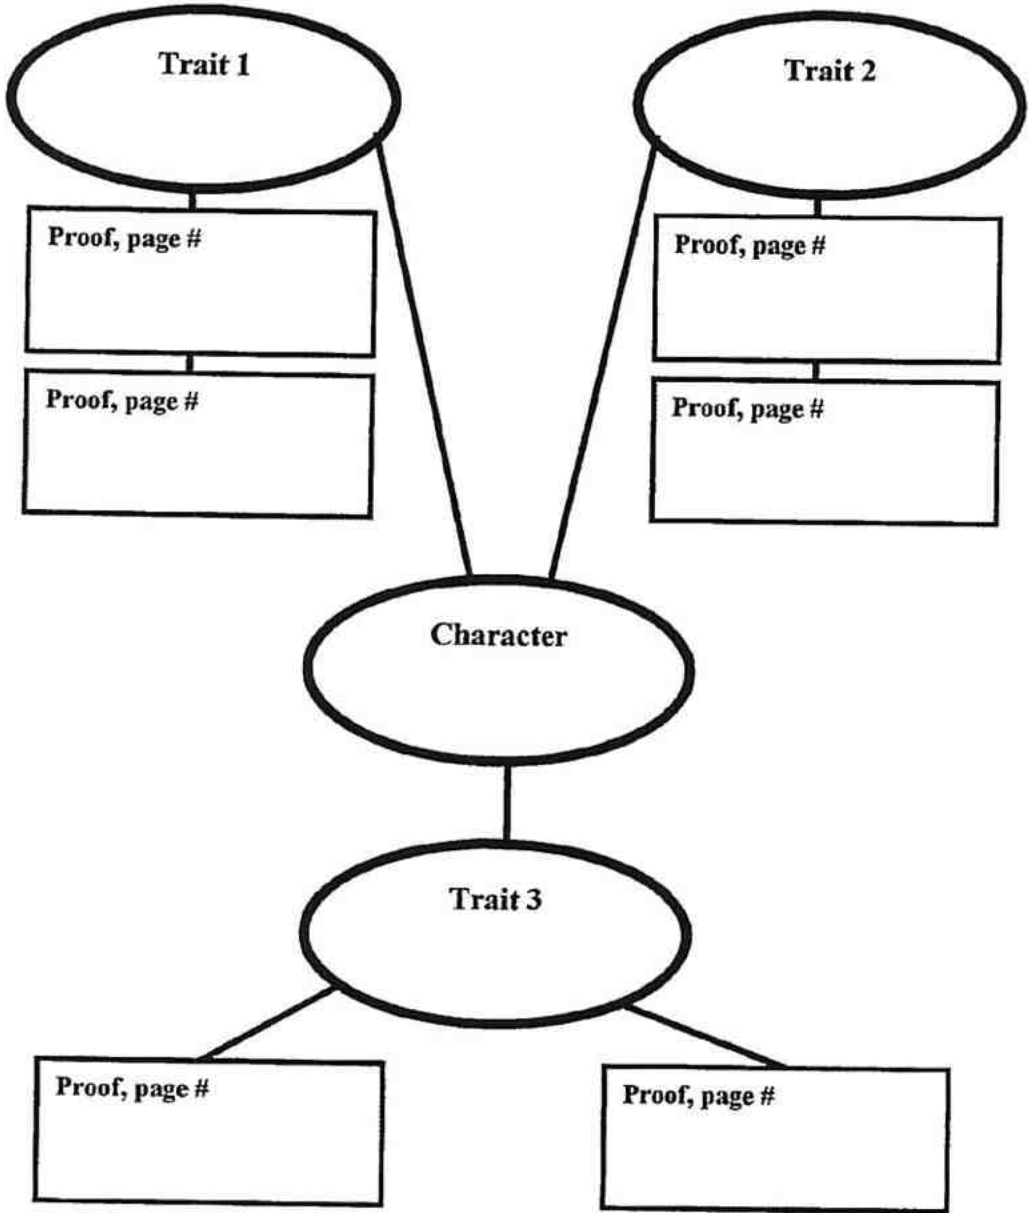 Trait 1
Trait 2
Proof, page #
Proof, page #
Proof, page #
Proof, page #
Character
Trait 3
Proof, page #
Proof, page #